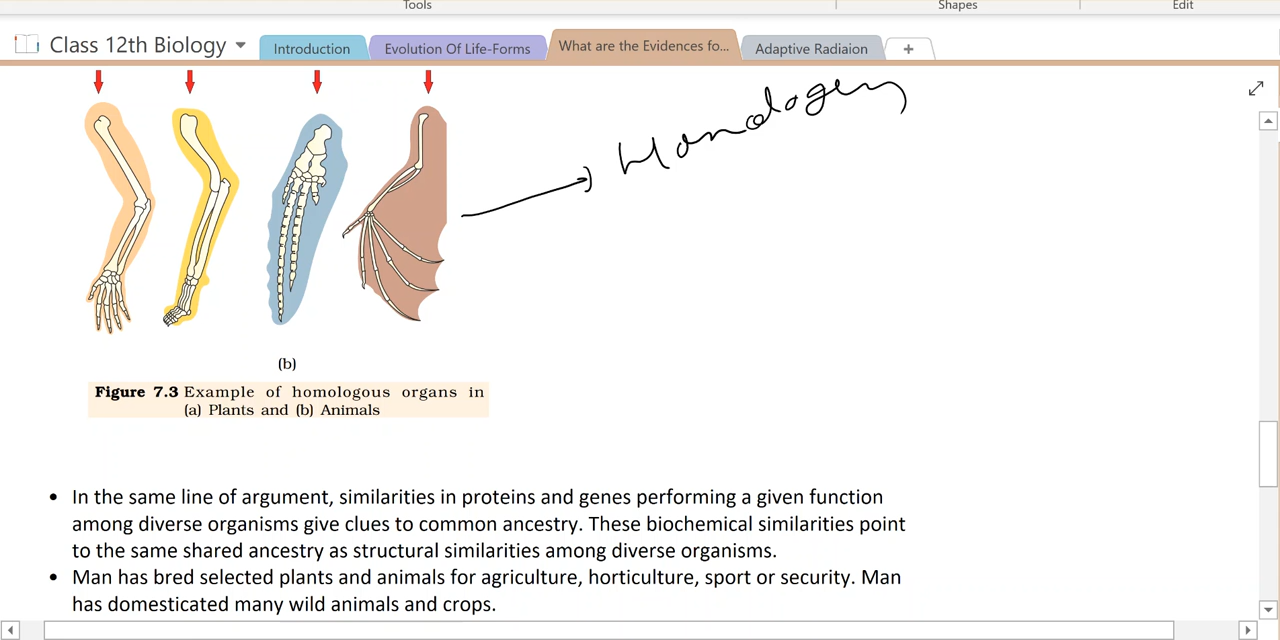 Tools Shapes Edit
Class 12th Biology Introduction Evolution Of Life-Forms What are the Evidences fo... Adaptive Radiaion +
Homology
(b)
Figure 7.3 Example of homologous organs in
(a) Plants and (b) Animals
• In the same line of argument, similarities in proteins and genes performing a given function
among diverse organisms give clues to common ancestry. These biochemical similarities point
to the same shared ancestry as structural similarities among diverse organisms.
• Man has bred selected plants and animals for agriculture, horticulture, sport or security. Man
has domesticated many wild animals and crops.